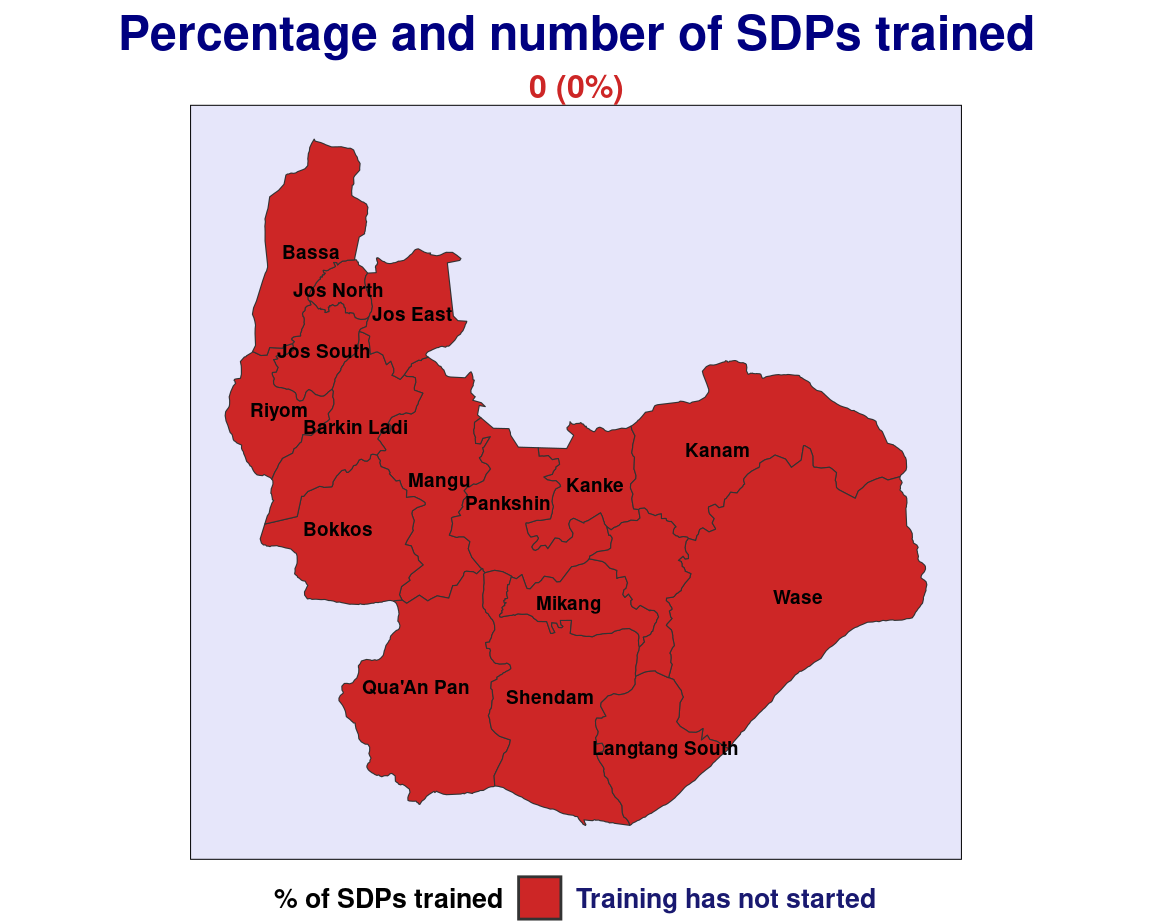 Percentage and number of SDPs trained
0 (0%)
Bassa
Jos North
Jos East
Jos South
Riyom
Barkin Ladi
Kanam
Mangu
Kanke
Pankshin
Bokkos
Wase
Mikang
Qua'An Pan
Shendam
Langtang South
% of SDPs trained Training has not started